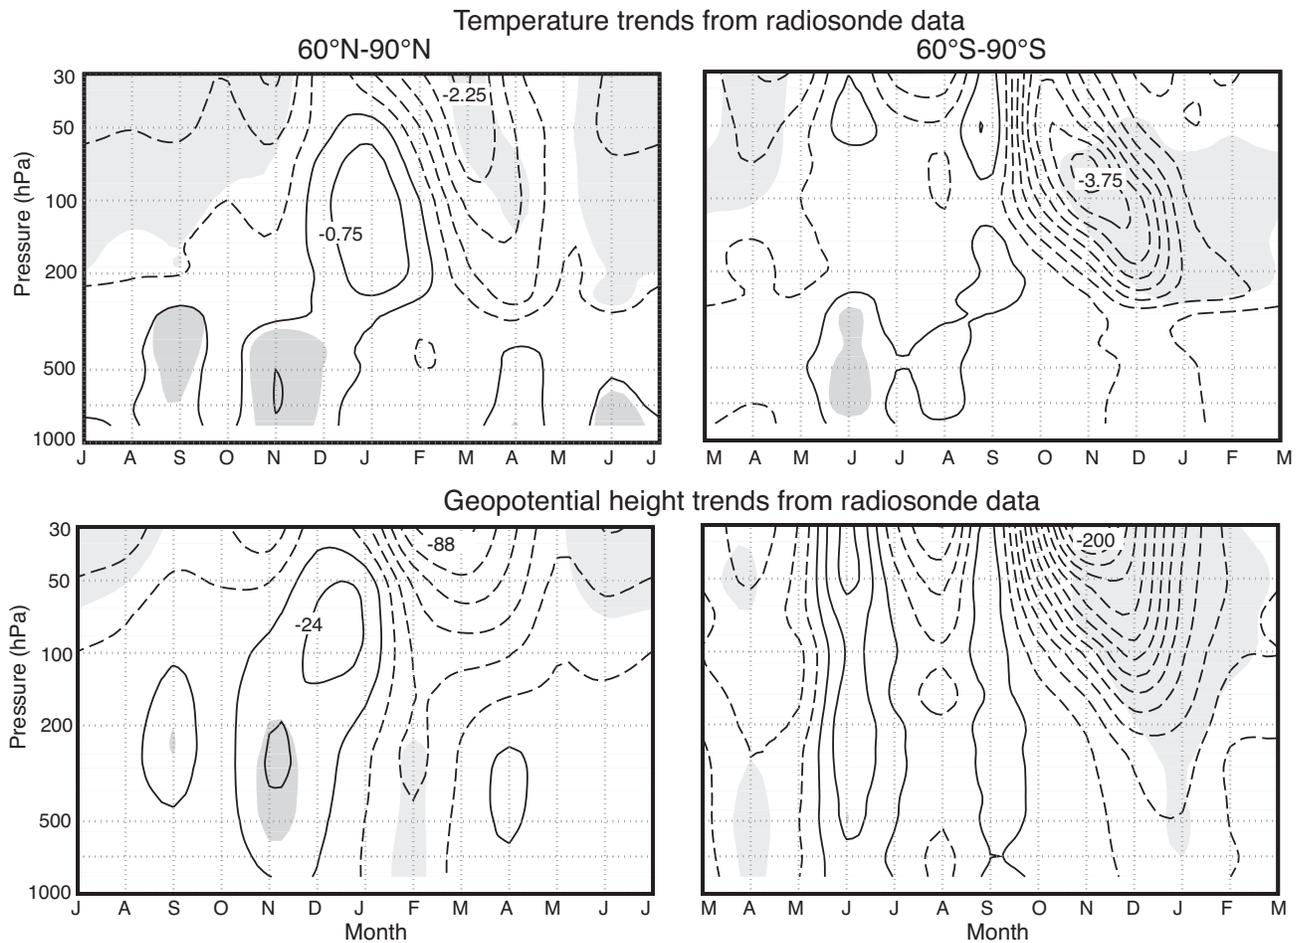 Temperature trends from radiosonde data
60°N-90°N 60°S-90°S
30
50
100
200
500
1000
Pressure (hPa)
-2.25
-0.75
-3.75
J A S O N D J F M A M J J
M A M J J A S O N D J F M
Geopotential height trends from radiosonde data
30
50
100
200
500
1000
Pressure (hPa)
-88
-24
-200
J A S N D J F M A M J J
M A M J J A S O N D J F M
Month Month